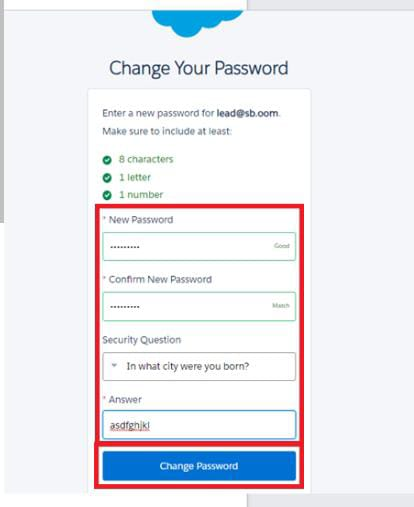 Change Your Password
Enter a new password for lead@sb.oom.
Make sure to include at least:
8 characters
1 letter
1 number
* New Password
••••••••• Good
* Confirm New Password
••••••••• Match
Security Question
In what city were you born?
* Answer
asdfghjkl
Change Password